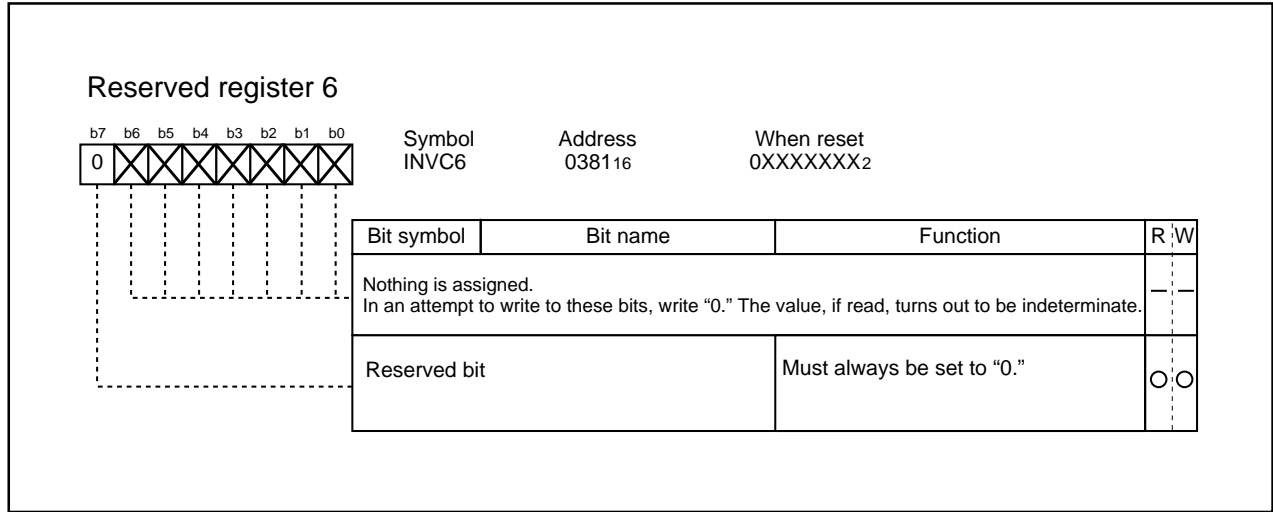 Reserved register 6
b7 b6 b5 b4 b3 b2 b1 b0
0
Symbol Address When reset
INVC6 038116 0XXXXXXX2
Bit symbol Bit name Function R W
Nothing is assigned.
In an attempt to write to these bits, write “0.” The value, if read, turns out to be indeterminate.
— —
Reserved bit Must always be set to “0.” O O